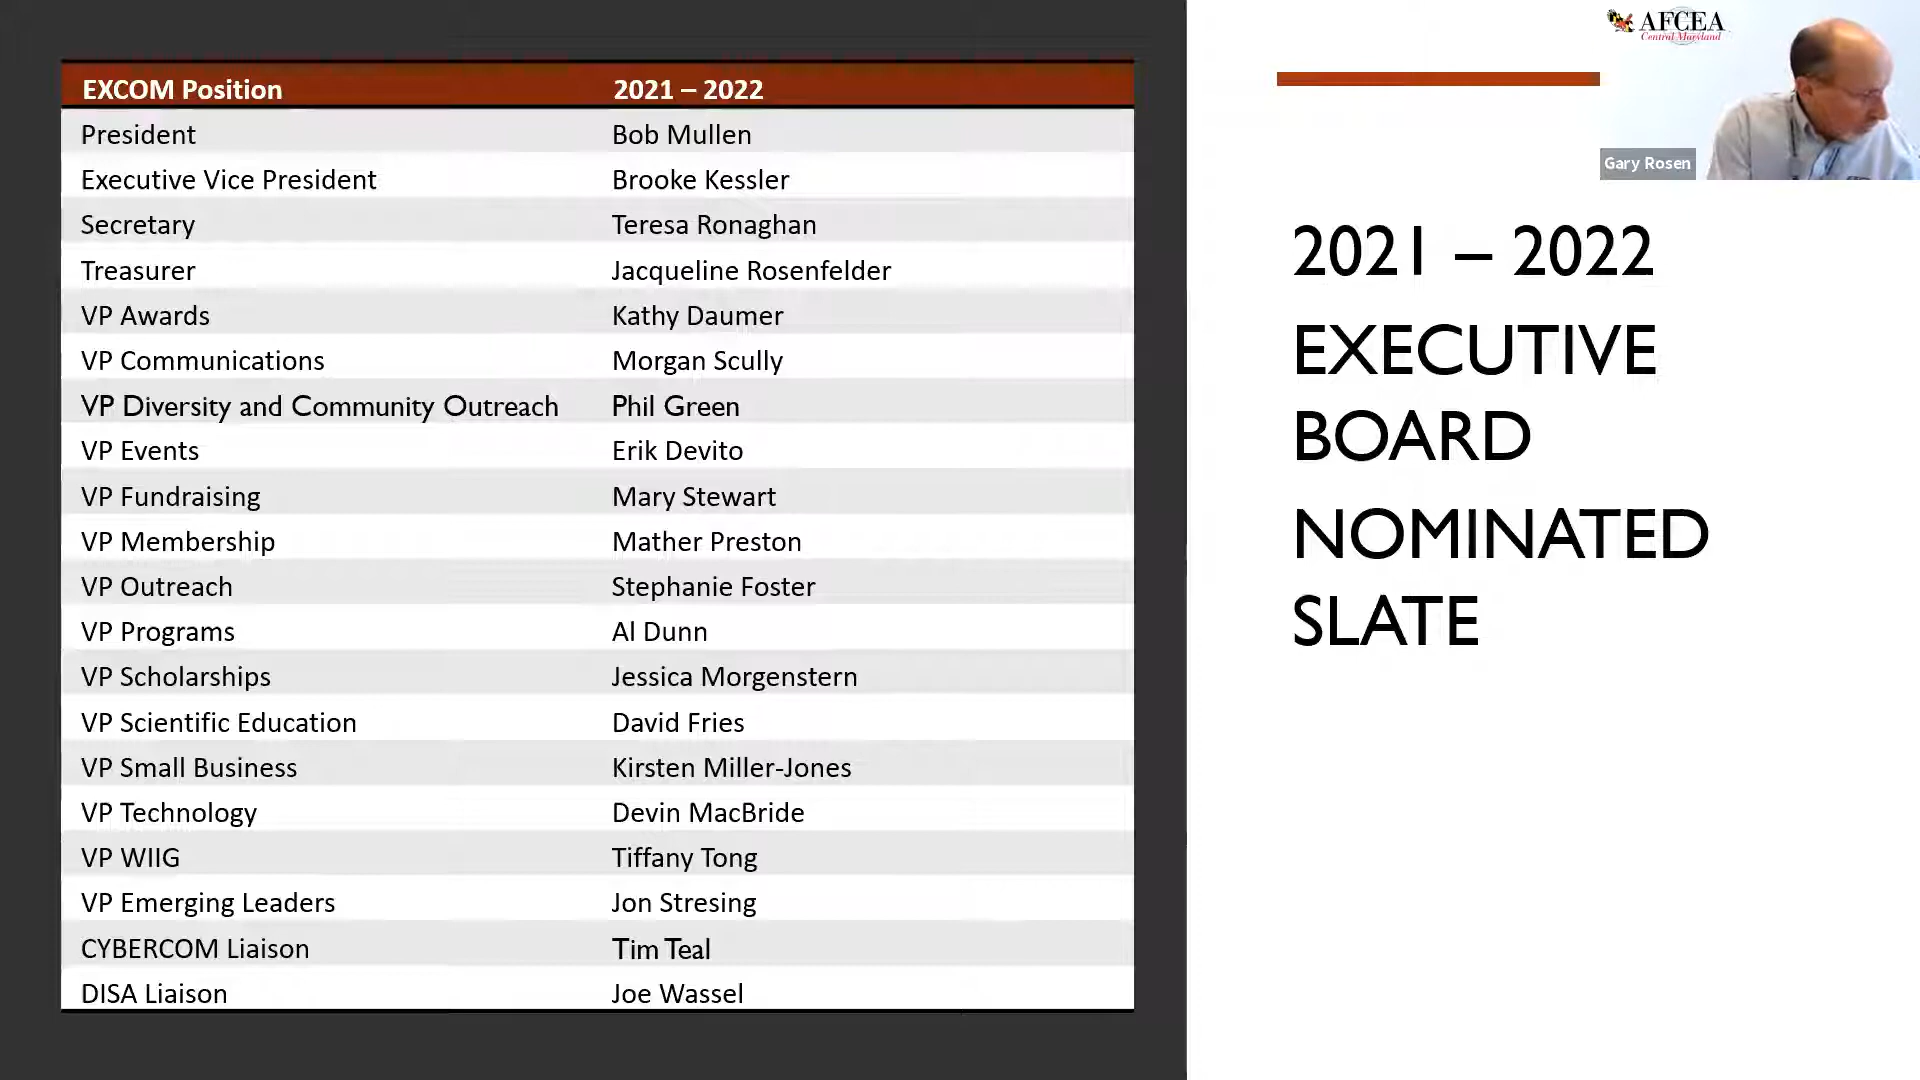 EXCOM Position 2021 – 2022
President Bob Mullen
Executive Vice President Brooke Kessler
Secretary Teresa Ronaghan
Treasurer Jacqueline Rosenfelder
VP Awards Kathy Daumer
VP Communications Morgan Scully
VP Diversity and Community Outreach Phil Green
VP Events Erik Devito
VP Fundraising Mary Stewart
VP Membership Mather Preston
VP Outreach Stephanie Foster
VP Programs Al Dunn
VP Scholarships Jessica Morgenstern
VP Scientific Education David Fries
VP Small Business Kirsten Miller-Jones
VP Technology Devin MacBride
VP WIIG Tiffany Tong
VP Emerging Leaders Jon Stresing
CYBERCOM Liaison Tim Teal
DISA Liaison Joe Wassel
AFCEA
Central Maryland
Gary Rosen
2021 – 2022
EXECUTIVE
BOARD
NOMINATED
SLATE